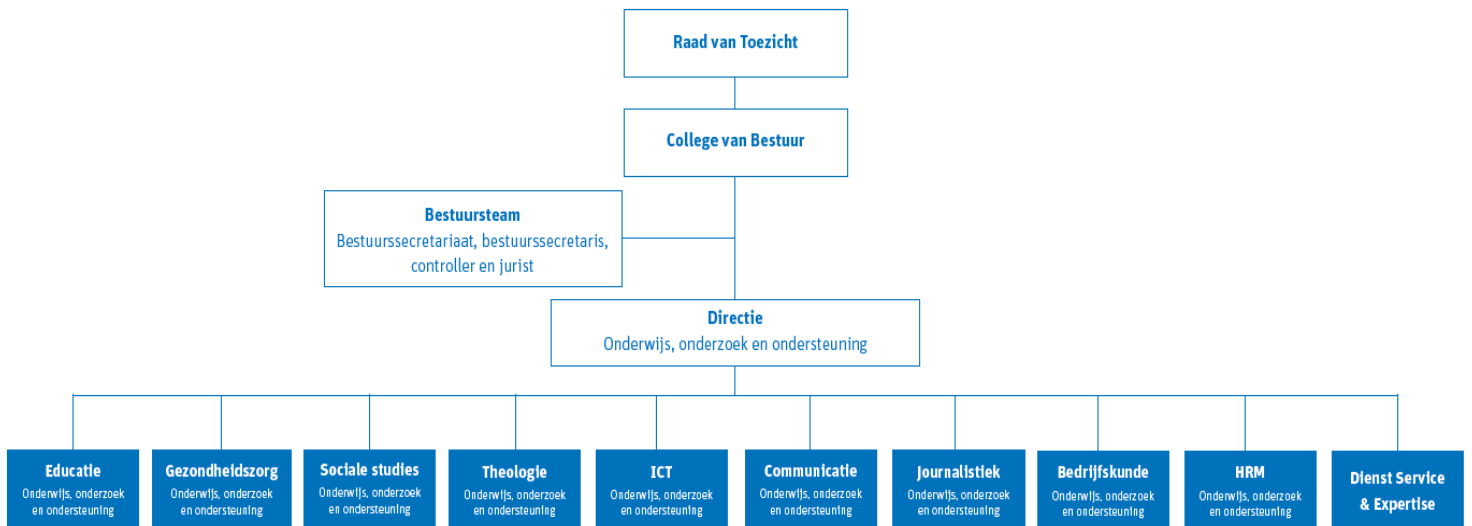 Raad van Toezicht
College van Bestuur
Bestuursteam
Bestuurssecretariaat, bestuurssecretaris,
controller en jurist
Directie
Onderwijs, onderzoek en ondersteuning
Educatie
Onderwijs, onderzoek
en ondersteuning
Gezondheidszorg
Onderwijs, onderzoek
en ondersteuning
Sociale studies
Onderwijs, onderzoek
en ondersteuning
Theologie
Onderwijs, onderzoek
en ondersteuning
ICT
Onderwijs, onderzoek
en ondersteuning
Communicatie
Onderwijs, onderzoek
en ondersteuning
Journalistiek
Onderwijs, onderzoek
en ondersteuning
Bedrijfskunde
Onderwijs, onderzoek
en ondersteuning
HRM
Onderwijs, onderzoek
en ondersteuning
Dienst Service
& Expertise